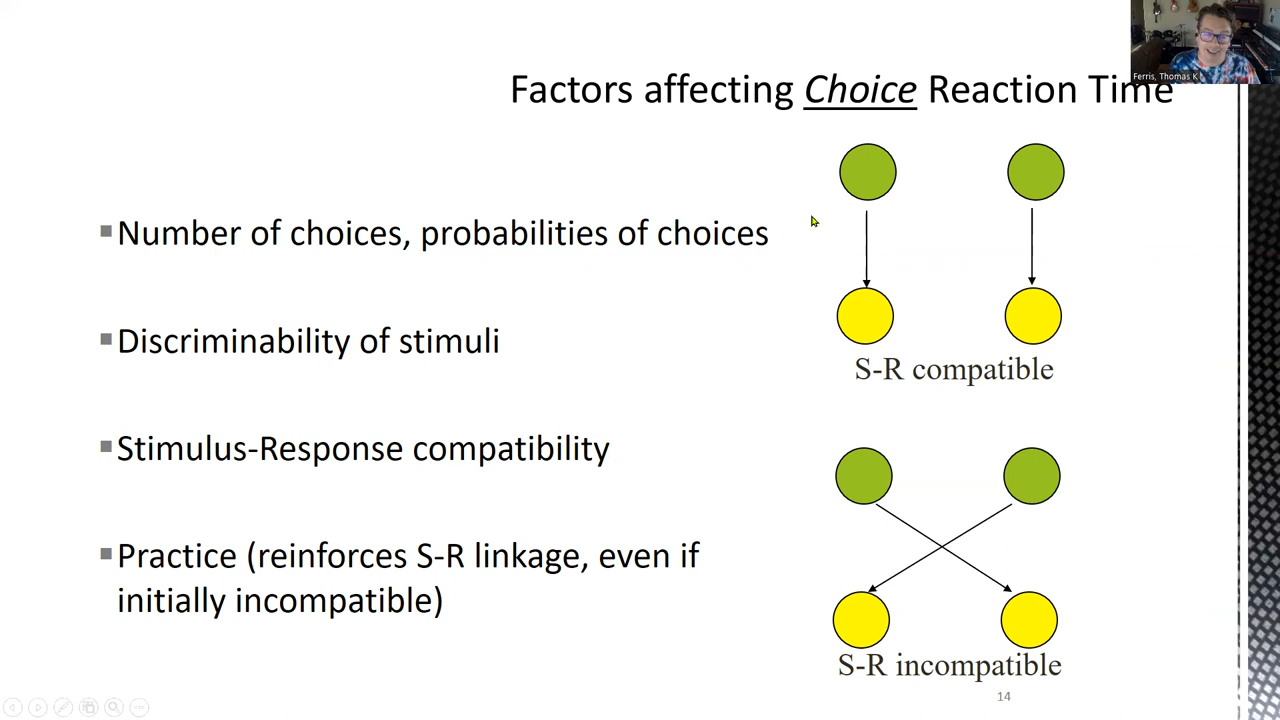 Ferris, Thomas K
Factors affecting Choice Reaction Time
Number of choices, probabilities of choices
Discriminability of stimuli
Stimulus-Response compatibility
Practice (reinforces S-R linkage, even if
initially incompatible)
S-R compatible
S-R incompatible
14